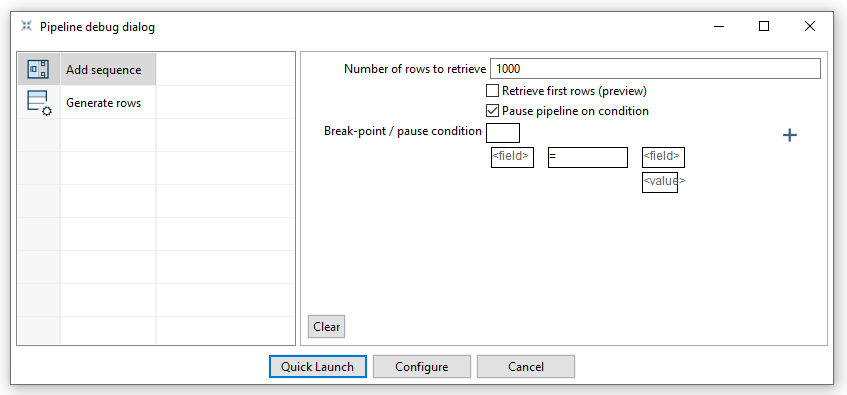 Pipeline debug dialog
Add sequence
Generate rows
Number of rows to retrieve 1000
Retrieve first rows (preview)
Pause pipeline on condition
Break-point / pause condition
<field> = <field>
<value>
Clear
Quick Launch Configure Cancel